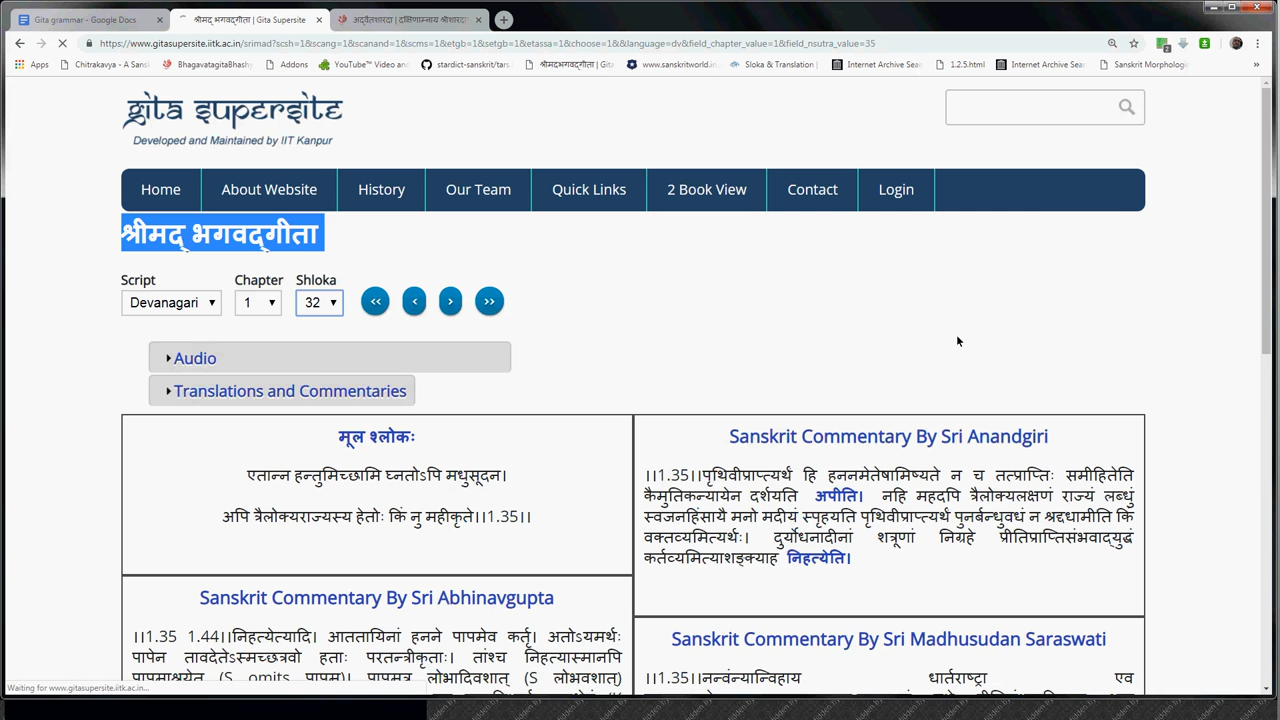 Gita grammar - Google Docs
श्रीमद् भगवद्गीता | Gita Supersite
अद्वैतशारदा | दक्षिणाम्नाय श्रीशारदा
https://www.gitasupersite.iitk.ac.in/srimad?scsh=1&scang=1&scanand=1&scms=1&etgb=1&setgb=1&etassa=1&choose=1&&language=dv&field_chapter_value=1&field_nsutra_value=35
Apps
Chitrakavya - A Sansk
BhagavatagitaBhashy
Addons
YouTube™ Video and
stardict-sanskrit/tars
श्रीमद्भगवद्गीता | Gita
www.sanskritworld.in
Sloka & Translation |
Internet Archive Sear
1.2.5.html
Internet Archive Sear
Sanskrit Morphologic
»
gita supersite
Developed and Maintained by IIT Kanpur
Home
About Website
History
Our Team
Quick Links
2 Book View
Contact
Login
श्रीमद् भगवद्गीता
Script
Chapter
Shloka
Devanagari
1
32
<<
<
>
>>
Audio
Translations and Commentaries
मूल श्लोकः
एतान्न हन्तुमिच्छामि घ्नतोऽपि मधुसूदन।
अपि त्रैलोक्यराज्यस्य हेतोः किं नु महीकृते।।1.35।।
Sanskrit Commentary By Sri Anandgiri
।।1.35।।पृथिवीप्राप्त्यर्थं हि हननमेतेषामिष्यते न च तत्प्राप्तिः समीहितेति
कैमुतिकन्यायेन दर्शयति अपीति। नहि महदपि त्रैलोक्यलक्षणं राज्यं लब्धुं
स्वजनहिंसायै मनो मदीयं स्पृहयति पृथिवीप्राप्त्यर्थं पुनर्बन्धुवधं न श्रद्दधामीति किं
वक्तव्यमित्यर्थः। दुर्योधनादीनां शत्रूणां निग्रहे प्रीतिप्राप्तिसंभवाद्युद्धं
कर्तव्यमित्याशङ्क्याह निहत्येति।
Sanskrit Commentary By Sri Abhinavgupta
।।1.35 1.44।।निहत्येत्यादि। आततायिनां हनने पापमेव कर्तृ। अतोऽयमर्थः
पापेन तावदेतेऽस्मच्छत्रवो हताः परतन्त्रीकृताः। तांश्च निहत्यास्मानपि
पापमाश्रयेत् (S omits पापम्)। पापमत्र लोभादिवशात् (S लोभवशात्)
Sanskrit Commentary By Sri Madhusudan Saraswati
।।1.35।।नन्वन्यान्विहाय धार्तराष्ट्रा एव
Waiting for www.gitasupersite.iitk.ac.in...